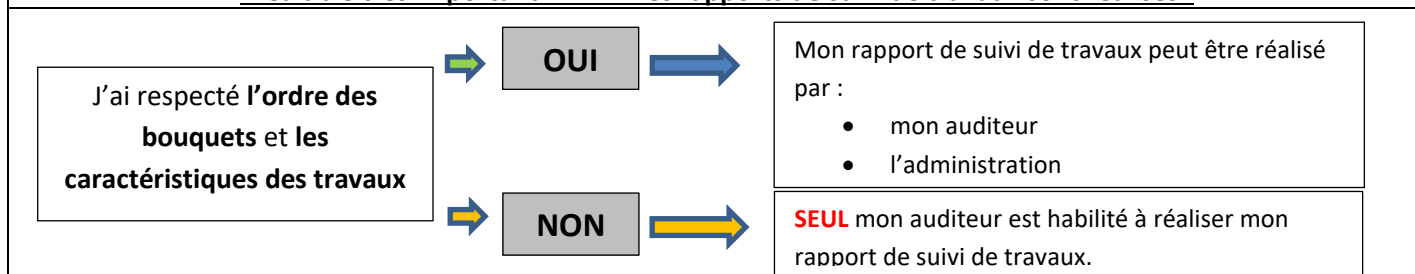 J’ai respecté l’ordre des
bouquets et les
caractéristiques des travaux
OUI
Mon rapport de suivi de travaux peut être réalisé
par :
• mon auditeur
• l’administration
NON
SEUL mon auditeur est habilité à réaliser mon
rapport de suivi de travaux.